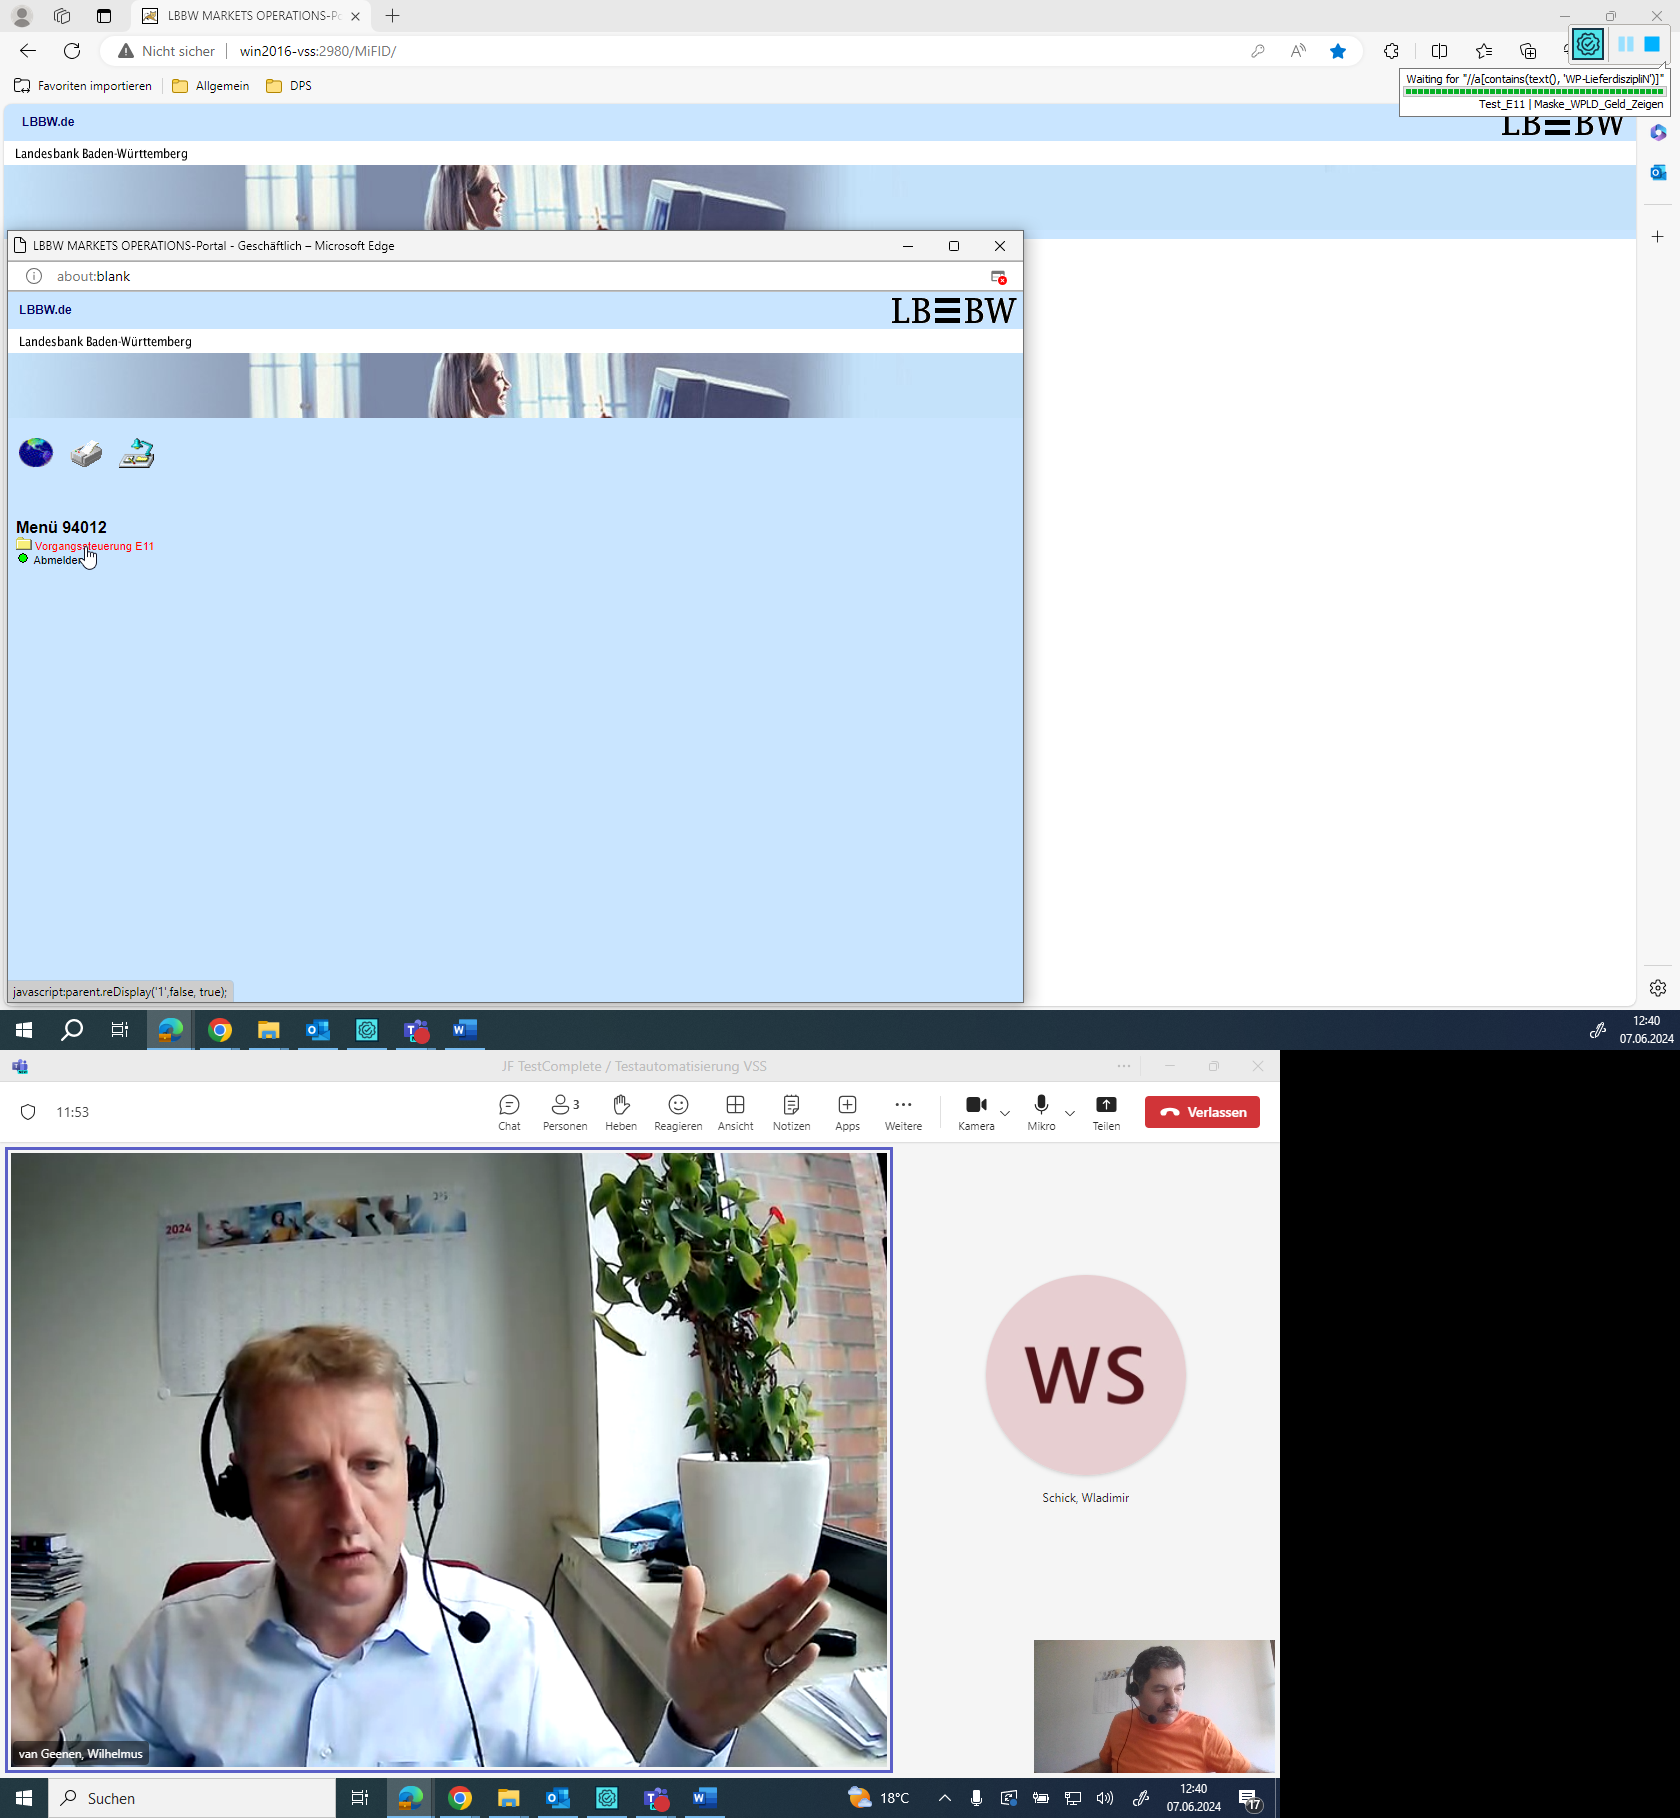 LBBW MARKETS OPERATIONS-Po
Nicht sicher
win2016-vss:2980/MiFID/
Favoriten importieren
Allgemein
DPS
Waiting for "//a[contains(text(), 'WP-LieferdisziipliN')]"
Test_E11 | Maske_WPLD_Geld_Zeigen
LBBW.de
LB BW
Landesbank Baden-Württemberg
LBBW MARKETS OPERATIONS-Portal - Geschäftlich – Microsoft Edge
about:blank
LBBW.de
LB BW
Landesbank Baden-Württemberg
Menü 94012
Vorgangssteuerung E11
Abmelden
javascript:parent.reDisplay('1',false, true);
12:40
07.06.2024
JF TestComplete / Testautomatisierung VSS
11:53
3
Chat
Personen
Heben
Reagieren
Ansicht
Notizen
Apps
Weitere
Kamera
Mikro
Teilen
Verlassen
2024
WS
Schick, Wladimir
van Geenen, Wilhelmus
Suchen
18°C
12:40
07.06.2024
17